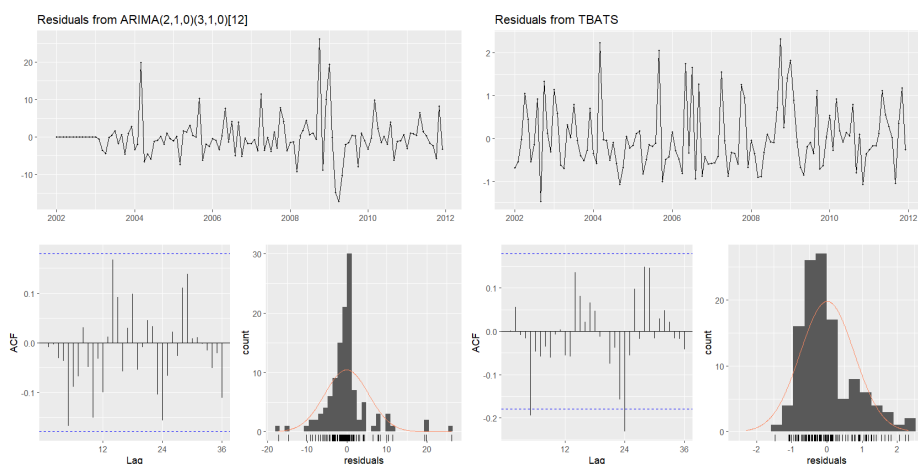 Residuals from ARIMA(2,1,0)(3,1,0)[12]
20
10
0
-10
2002 2004 2006 2008 2010 2012
0.1
0.0
-0.1
ACF
12 24 36
Lag
30
20
10
0
count
-20 -10 0 10 20
residuals
Residuals from TBATS
2
1
0
-1
2002 2004 2006 2008 2010 2012
0.1
0.0
-0.1
-0.2
ACF
12 24 36
Lag
20
10
0
count
-2 -1 0 1 2
residuals